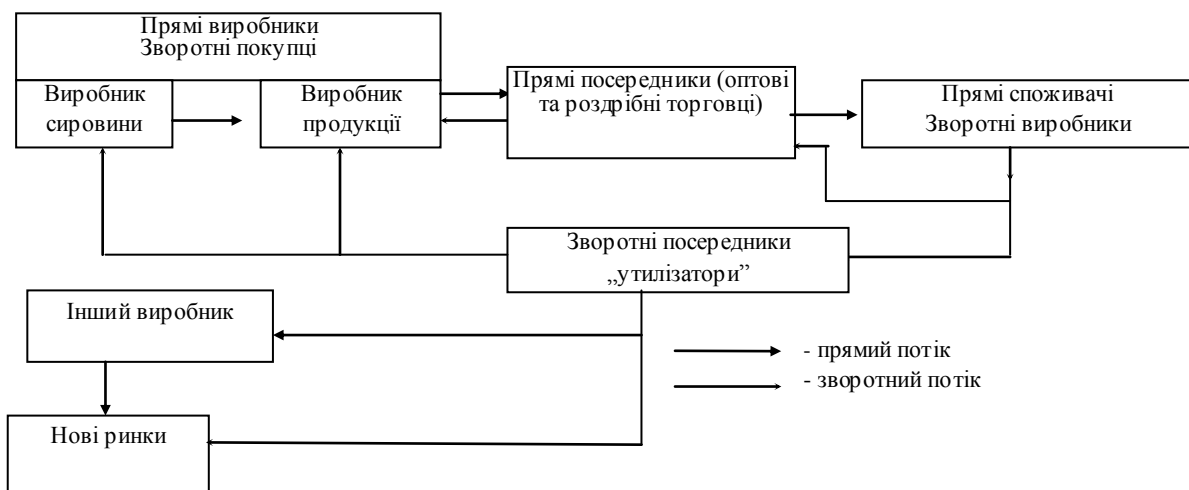 Прямі виробники
Зворотні покупці
Виробник
сировини
Виробник
продукції
Прямі посередники (оптові
та роздрібні торговці)
Прямі споживачі
Зворотні виробники
Зворотні посередники
„утилізатори”
Інший виробник
- прямий потік
- зворотний потік
Нові ринки